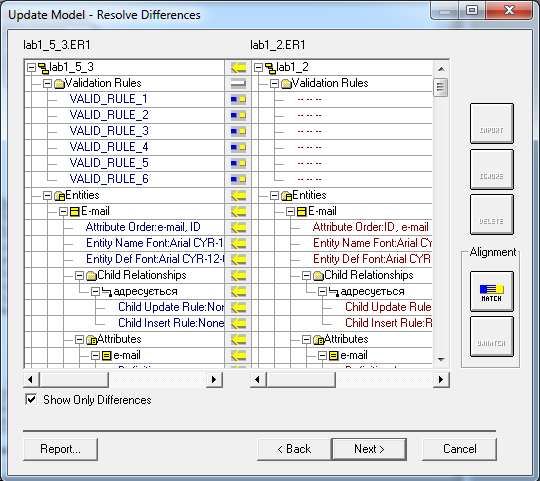 Update Model - Resolve Differences
lab1_5_3.ER1 lab1_2.ER1
lab1_5_3 lab1_2
Validation Rules Validation Rules
VALID_RULE_1 -- -- --
VALID_RULE_2 -- -- --
VALID_RULE_3 -- -- --
VALID_RULE_4 -- -- --
VALID_RULE_5 -- -- --
VALID_RULE_6 -- -- --
Entities Entities
E-mail E-mail
Attribute Order:e-mail, ID Attribute Order:ID, e-mail
Entity Name Font:Arial CYR-1 Entity Name Font:Arial CYR-
Entity Def Font:Arial CYR-12- Entity Def Font:Arial CYR-1
Child Relationships Child Relationships
адресується адресується
Child Update Rule:Non Child Update Rule:
Child Insert Rule:None Child Insert Rule:R
Attributes Attributes
e-mail e-mail
Show Only Differences
IMPORT
IGNORE
DELETE
Alignment
MATCH
UNMATCH
Report... < Back Next > Cancel